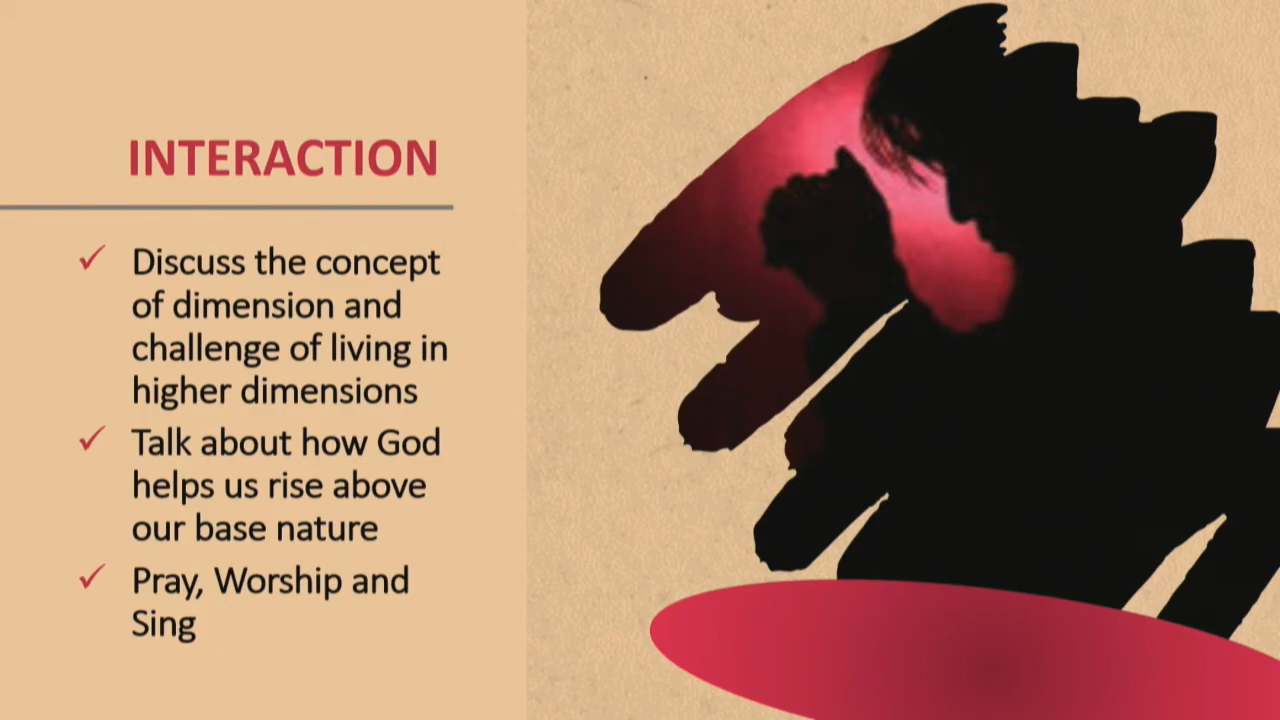 INTERACTION
✓ Discuss the concept
of dimension and
challenge of living in
higher dimensions
✓ Talk about how God
helps us rise above
our base nature
✓ Pray, Worship and
Sing